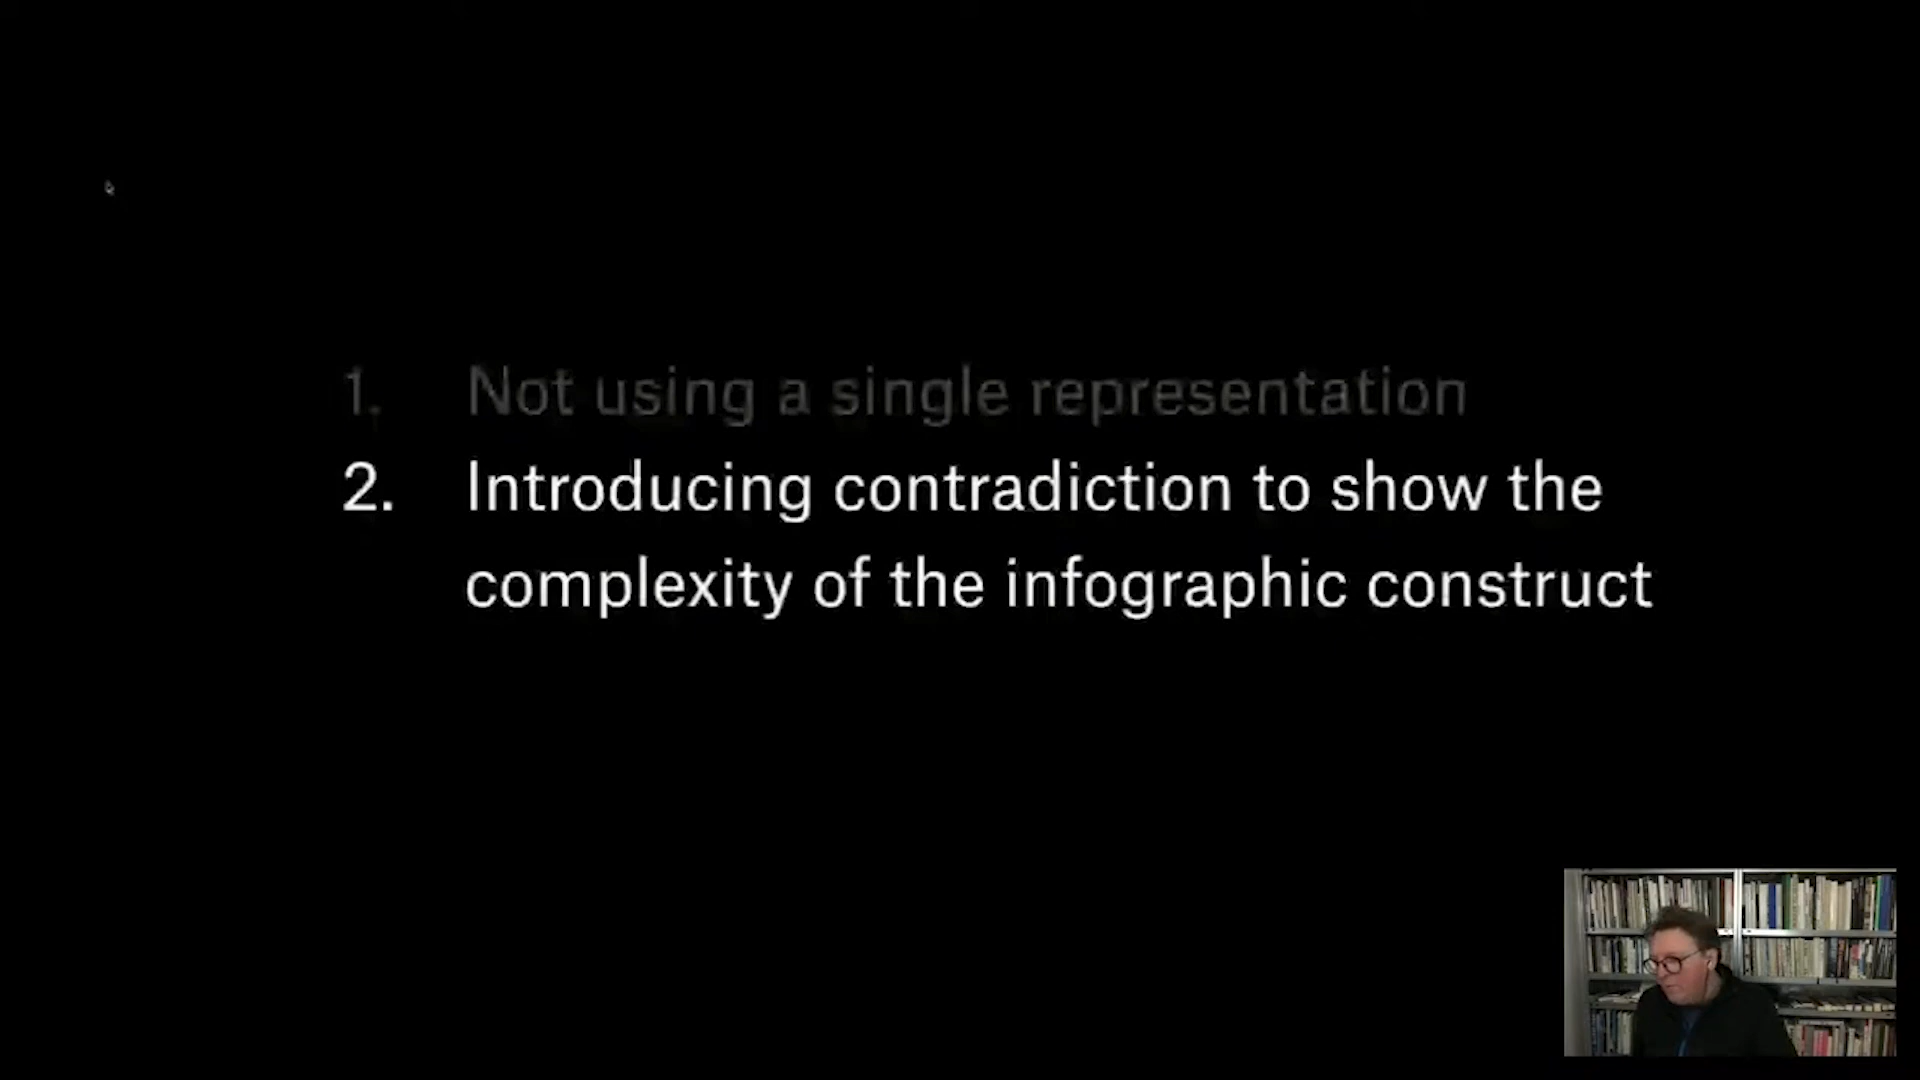 1. Not using a single representation
2. Introducing contradiction to show the
complexity of the infographic construct